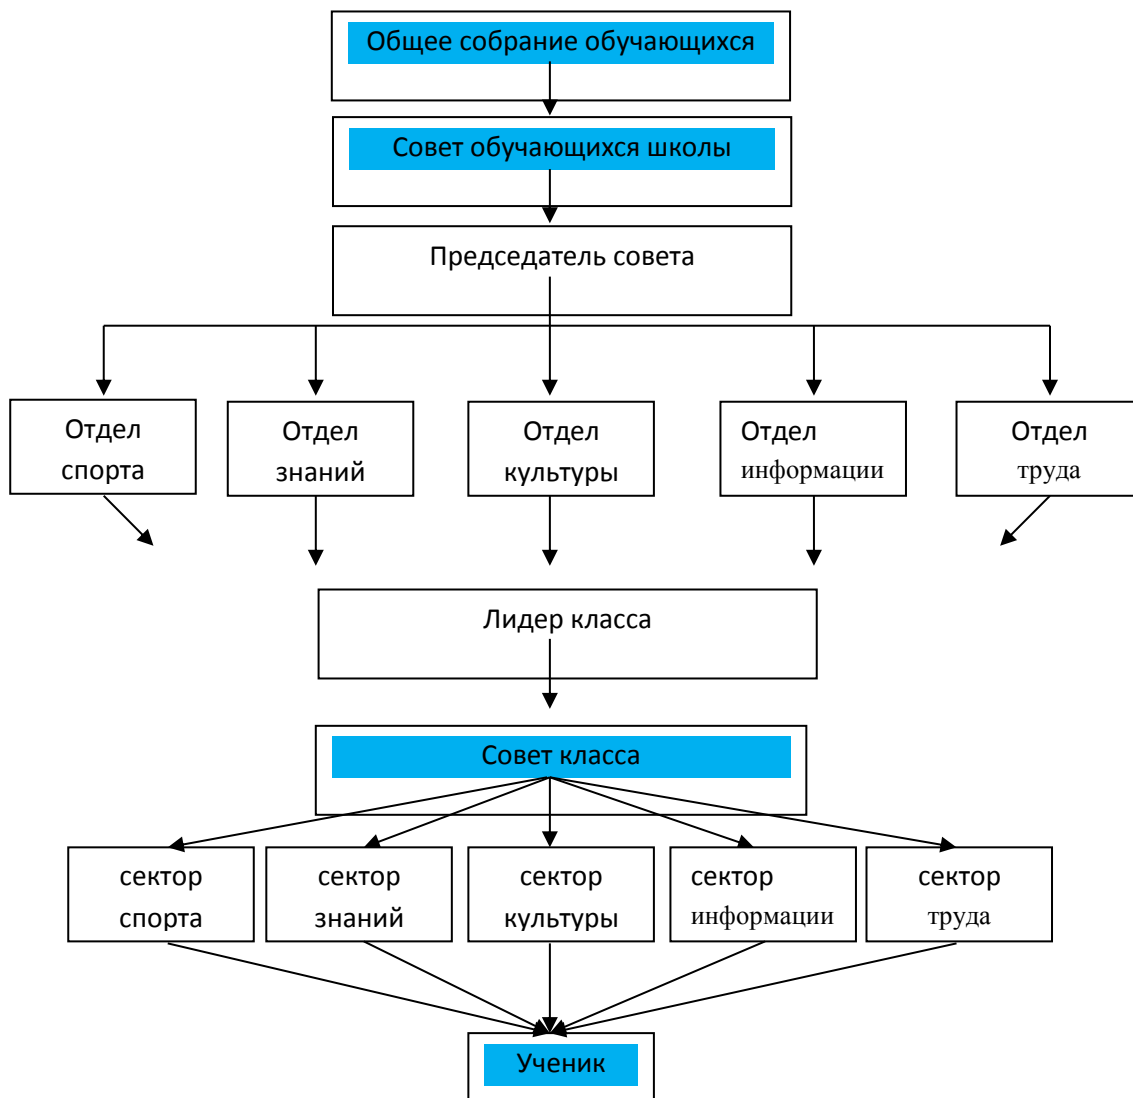 Общее собрание обучающихся
Совет обучающихся школы
Председатель совета
Отдел
спорта
Отдел
знаний
Отдел
культуры
Отдел
информации
Отдел
труда
Лидер класса
Совет класса
сектор
спорта
сектор
знаний
сектор
культуры
сектор
информации
сектор
труда
Ученик